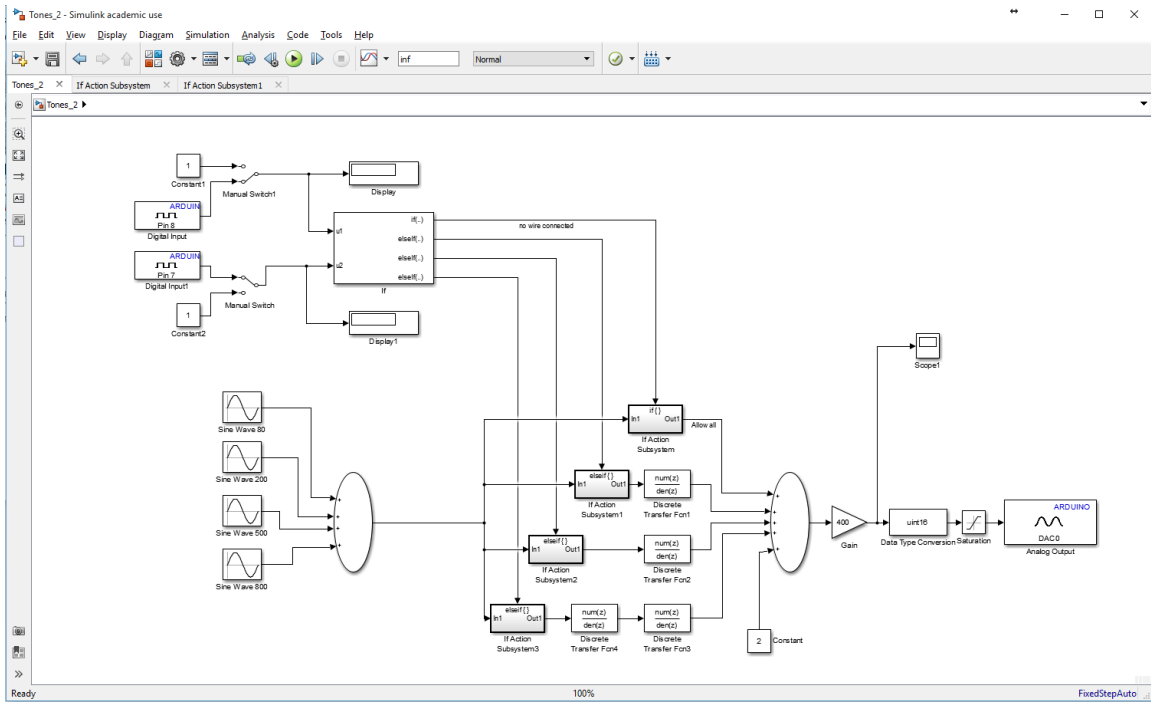 Tones_2 - Simulink academic use
File Edit View Display Diagram Simulation Analysis Code Tools Help
inf
Normal
Tones_2
If Action Subsystem
If Action Subsystem1
Tones_2
1
Constant1
Manual Switch1
Display
ARDUIN
Pin 8
Digital Input
u1
u2
if(..)
elseif(..)
elseif(..)
elseif(..)
If
no wire connected
ARDUIN
Pin 7
Digital Input1
Manual Switch
1
Constant2
Display1
Scope1
Sine Wave 80
Sine Wave 200
Sine Wave 500
Sine Wave 800
+
+
+
+
if { }
In1
Out1
If Action
Subsystem
Allow all
elseif { }
In1
Out1
If Action
Subsystem1
num(z)
den(z)
Discrete
Transfer Fcn1
elseif { }
In1
Out1
If Action
Subsystem2
num(z)
den(z)
Discrete
Transfer Fcn2
elseif { }
In1
Out1
If Action
Subsystem3
num(z)
den(z)
Discrete
Transfer Fcn4
num(z)
den(z)
Discrete
Transfer Fcn3
+
+
+
+
+
2
Constant
400
Gain
uint16
Data Type Conversion
Saturation
ARDUINO
DAC0
Analog Output
Ready
100%
FixedStepAuto